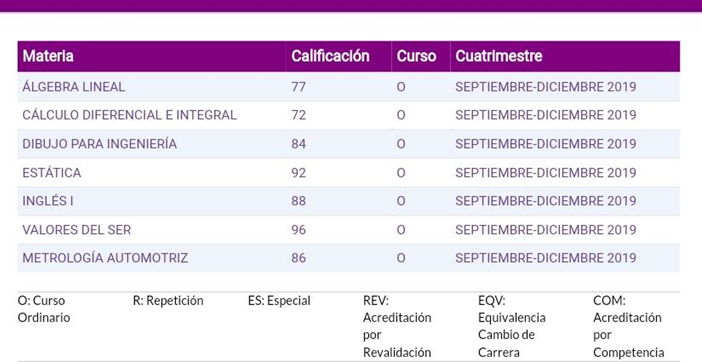 Materia Calificación Curso Cuatrimestre
ÁLGEBRA LINEAL 77 O SEPTIEMBRE-DICIEMBRE 2019
CÁLCULO DIFERENCIAL E INTEGRAL 72 O SEPTIEMBRE-DICIEMBRE 2019
DIBUJO PARA INGENIERÍA 84 O SEPTIEMBRE-DICIEMBRE 2019
ESTÁTICA 92 O SEPTIEMBRE-DICIEMBRE 2019
INGLÉS I 88 O SEPTIEMBRE-DICIEMBRE 2019
VALORES DEL SER 96 O SEPTIEMBRE-DICIEMBRE 2019
METROLOGÍA AUTOMOTRIZ 86 O SEPTIEMBRE-DICIEMBRE 2019
O: Curso
Ordinario
R: Repetición
ES: Especial
REV:
Acreditación
por
Revalidación
EQV:
Equivalencia
Cambio de
Carrera
COM:
Acreditación
por
Competencia